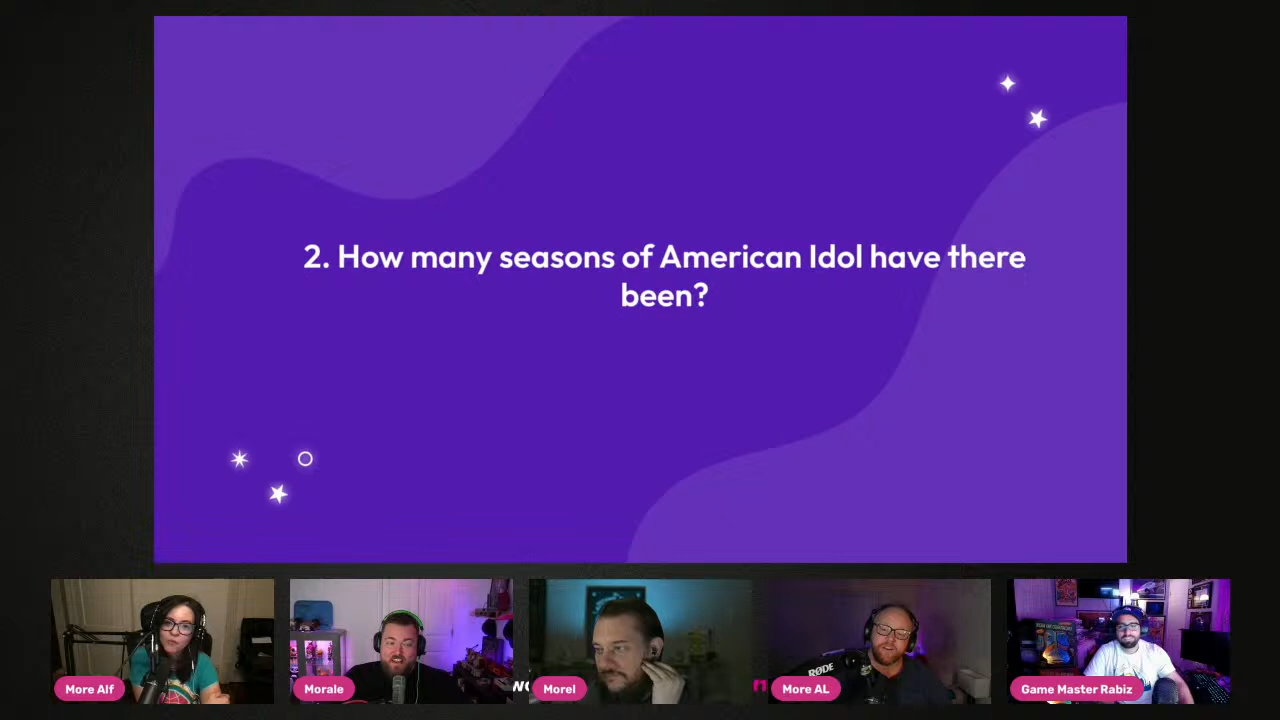 2. How many seasons of American Idol have there
been?
RØDE
More Alf
Morale
Morel
More AL
Game Master Rabiz